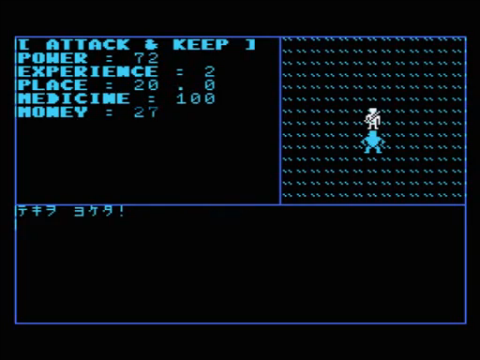 [ ATTACK & KEEP ]
POWER : 72
EXPERIENCE : 2
PLACE : 20 . 0
MEDICINE : 100
MONEY : 27
テキヲ ヨケタ!